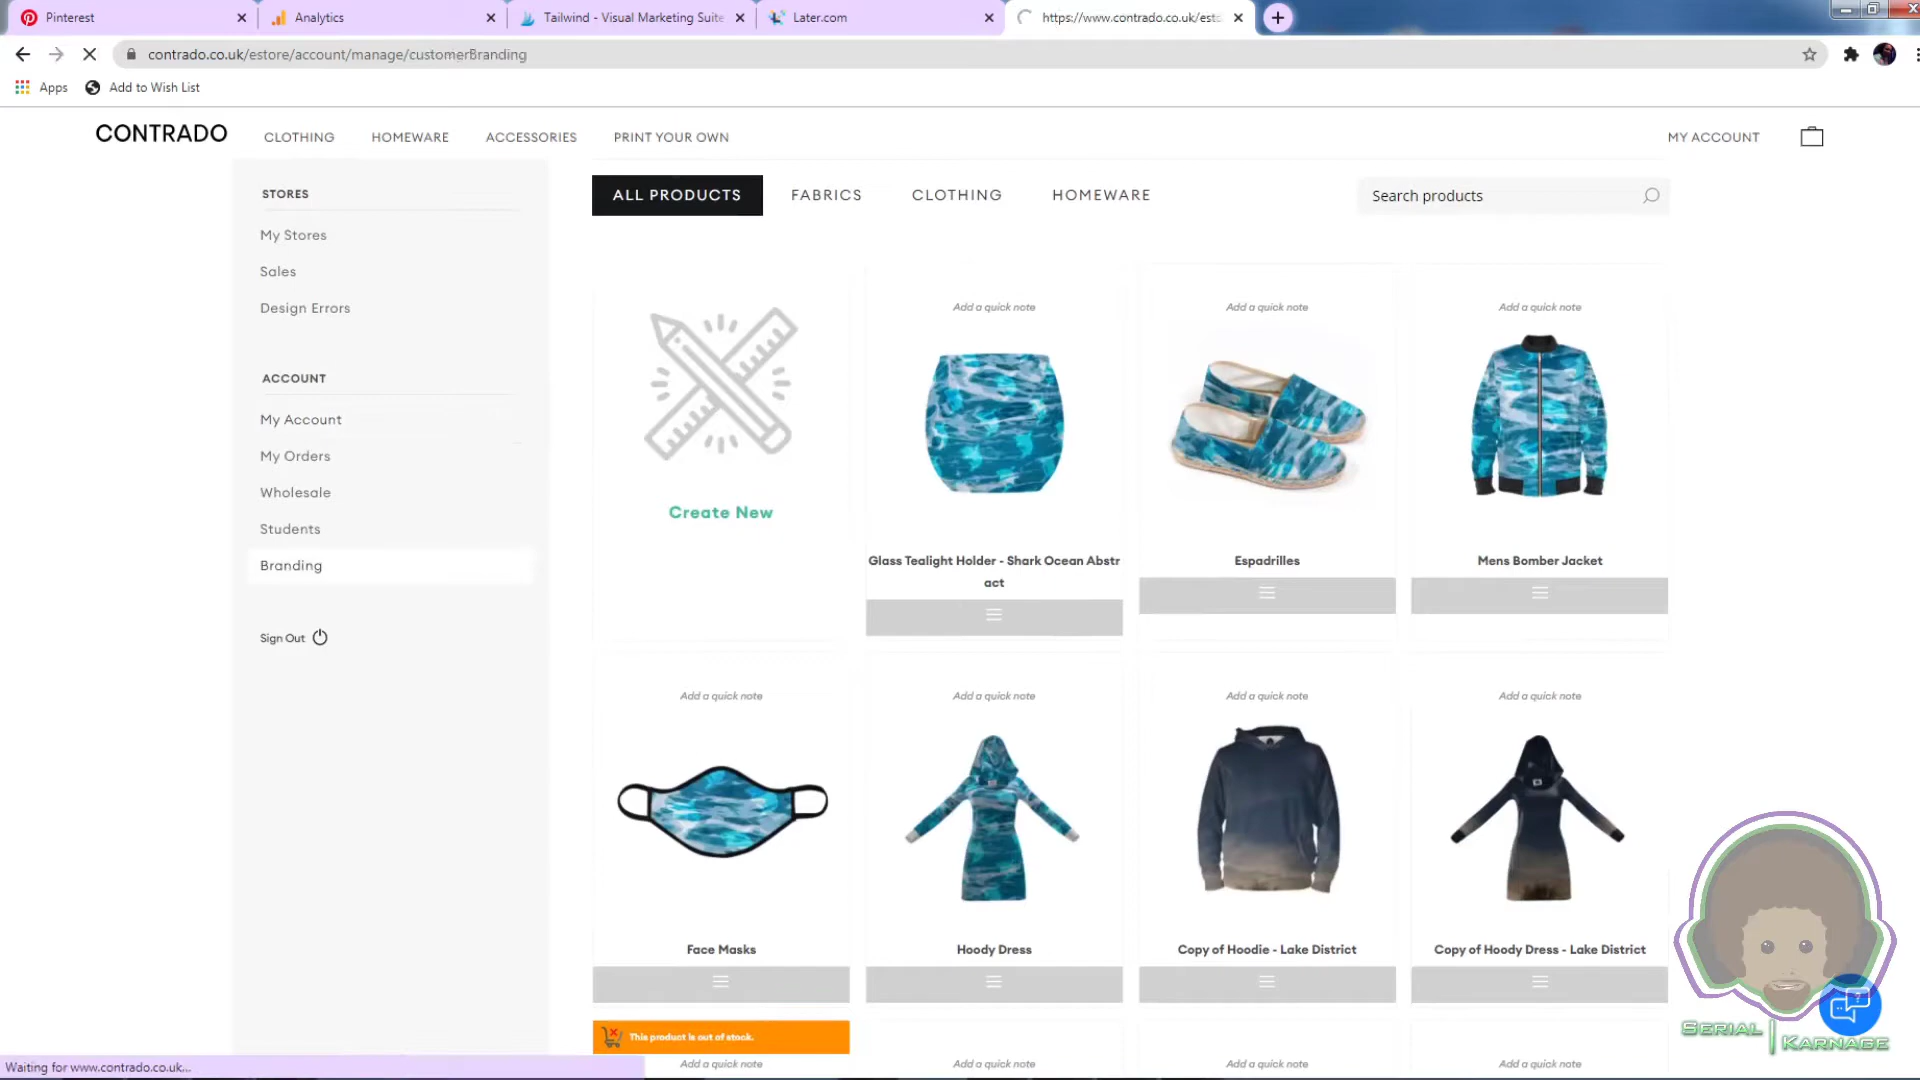 Pinterest
Analytics
Tailwind - Visual Marketing Suite
Later.com
https://www.contrado.co.uk/esto
contrado.co.uk/estore/account/manage/customerBranding
Apps
Add to Wish List
CONTRADO
CLOTHING
HOMEWARE
ACCESSORIES
PRINT YOUR OWN
MY ACCOUNT
STORES
My Stores
Sales
Design Errors
ACCOUNT
My Account
My Orders
Wholesale
Students
Branding
Sign Out
ALL PRODUCTS
FABRICS
CLOTHING
HOMEWARE
Search products
Create New
Add a quick note
Glass Tealight Holder - Shark Ocean Abstr
act
Add a quick note
Espadrilles
Add a quick note
Mens Bomber Jacket
Add a quick note
Face Masks
Add a quick note
Hoody Dress
Add a quick note
Copy of Hoodie - Lake District
Add a quick note
Copy of Hoody Dress - Lake District
This product is out of stock.
Add a quick note
Add a quick note
Add a quick note
Add a quick note
SERIAL | KARNAGE
Waiting for www.contrado.co.uk...